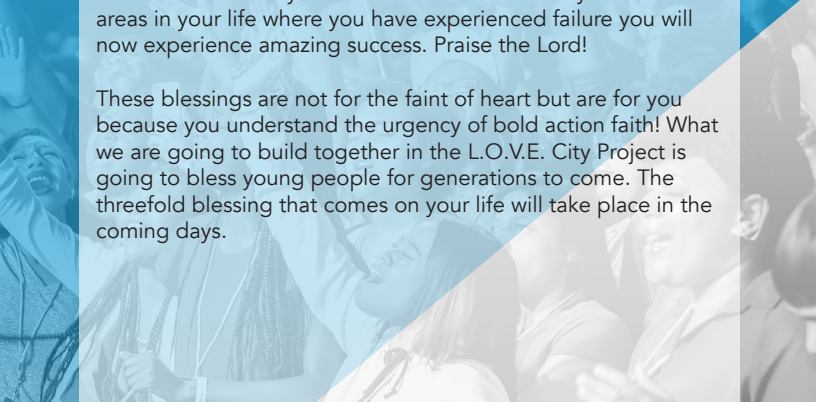 areas in your life where you have experienced failure you will
now experience amazing success. Praise the Lord!
These blessings are not for the faint of heart but are for you
because you understand the urgency of bold action faith! What
we are going to build together in the L.O.V.E. City Project is
going to bless young people for generations to come. The
threefold blessing that comes on your life will take place in the
coming days.